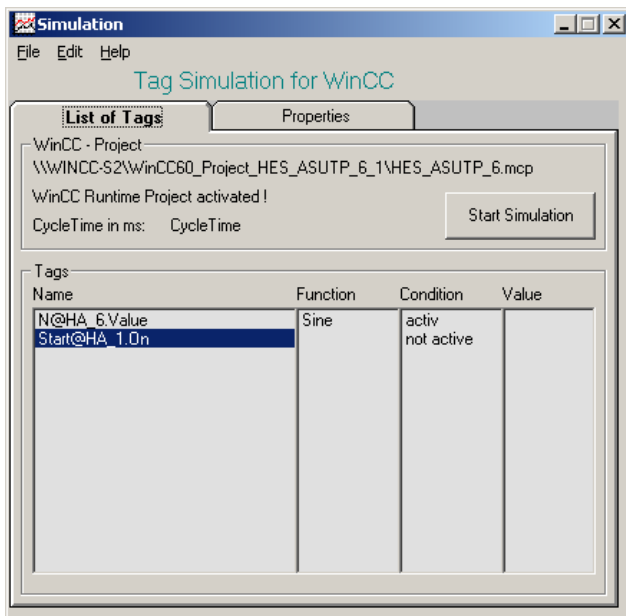 Simulation
File Edit Help
Tag Simulation for WinCC
List of Tags Properties
WinCC - Project
\\WINCC-S2\WinCC60_Project_HES_ASUTP_6_1\HES_ASUTP_6.mcp
WinCC Runtime Project activated !
CycleTime in ms: CycleTime
Start Simulation
Tags
Name Function Condition Value
N@HA_6.Value Sine activ
Start@HA_1.On not active